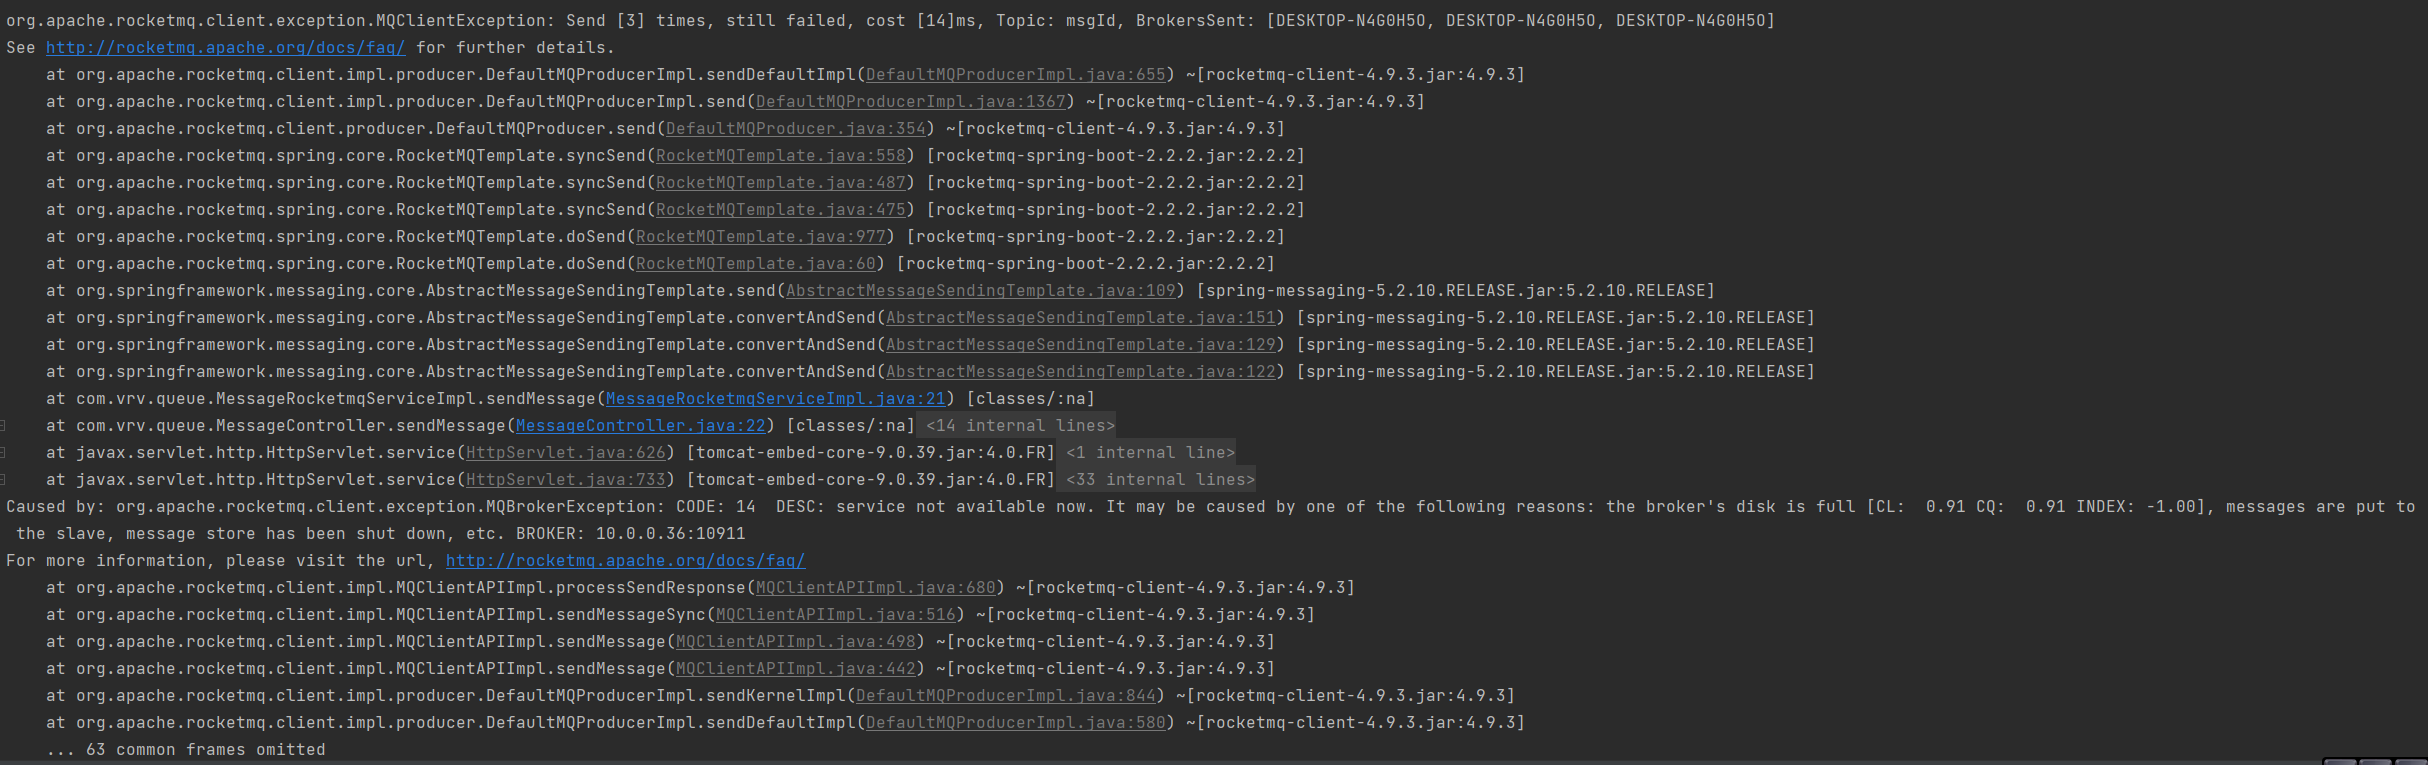 org.apache.rocketmq.client.exception.MQClientException: Send [3] times, still failed, cost [14]ms, Topic: msgId, BrokersSent: [DESKTOP-N4G0H5O, DESKTOP-N4G0H5O, DESKTOP-N4G0H5O]
See http://rocketmq.apache.org/docs/faq/ for further details.
at org.apache.rocketmq.client.impl.producer.DefaultMQProducerImpl.sendDefaultImpl(DefaultMQProducerImpl.java:655) ~[rocketmq-client-4.9.3.jar:4.9.3]
at org.apache.rocketmq.client.impl.producer.DefaultMQProducerImpl.send(DefaultMQProducerImpl.java:1367) ~[rocketmq-client-4.9.3.jar:4.9.3]
at org.apache.rocketmq.client.producer.DefaultMQProducer.send(DefaultMQProducer.java:354) ~[rocketmq-client-4.9.3.jar:4.9.3]
at org.apache.rocketmq.spring.core.RocketMQTemplate.syncSend(RocketMQTemplate.java:558) [rocketmq-spring-boot-2.2.2.jar:2.2.2]
at org.apache.rocketmq.spring.core.RocketMQTemplate.syncSend(RocketMQTemplate.java:487) [rocketmq-spring-boot-2.2.2.jar:2.2.2]
at org.apache.rocketmq.spring.core.RocketMQTemplate.syncSend(RocketMQTemplate.java:475) [rocketmq-spring-boot-2.2.2.jar:2.2.2]
at org.apache.rocketmq.spring.core.RocketMQTemplate.doSend(RocketMQTemplate.java:977) [rocketmq-spring-boot-2.2.2.jar:2.2.2]
at org.apache.rocketmq.spring.core.RocketMQTemplate.doSend(RocketMQTemplate.java:60) [rocketmq-spring-boot-2.2.2.jar:2.2.2]
at org.springframework.messaging.core.AbstractMessageSendingTemplate.send(AbstractMessageSendingTemplate.java:109) [spring-messaging-5.2.10.RELEASE.jar:5.2.10.RELEASE]
at org.springframework.messaging.core.AbstractMessageSendingTemplate.convertAndSend(AbstractMessageSendingTemplate.java:151) [spring-messaging-5.2.10.RELEASE.jar:5.2.10.RELEASE]
at org.springframework.messaging.core.AbstractMessageSendingTemplate.convertAndSend(AbstractMessageSendingTemplate.java:129) [spring-messaging-5.2.10.RELEASE.jar:5.2.10.RELEASE]
at org.springframework.messaging.core.AbstractMessageSendingTemplate.convertAndSend(AbstractMessageSendingTemplate.java:122) [spring-messaging-5.2.10.RELEASE.jar:5.2.10.RELEASE]
at com.vrv.queue.MessageRocketmqServiceImpl.sendMessage(MessageRocketmqServiceImpl.java:21) [classes/:na]
at com.vrv.queue.MessageController.sendMessage(MessageController.java:22) [classes/:na] <14 internal lines>
at javax.servlet.http.HttpServlet.service(HttpServlet.java:626) [tomcat-embed-core-9.0.39.jar:4.0.FR] <1 internal line>
at javax.servlet.http.HttpServlet.service(HttpServlet.java:733) [tomcat-embed-core-9.0.39.jar:4.0.FR] <33 internal lines>
Caused by: org.apache.rocketmq.client.exception.MQBrokerException: CODE: 14  DESC: service not available now. It may be caused by one of the following reasons: the broker's disk is full [CL:  0.91 CQ:  0.91 INDEX: -1.00], messages are put to
the slave, message store has been shut down, etc. BROKER: 10.0.0.36:10911
For more information, please visit the url, http://rocketmq.apache.org/docs/faq/
at org.apache.rocketmq.client.impl.MQClientAPIImpl.processSendResponse(MQClientAPIImpl.java:680) ~[rocketmq-client-4.9.3.jar:4.9.3]
at org.apache.rocketmq.client.impl.MQClientAPIImpl.sendMessageSync(MQClientAPIImpl.java:516) ~[rocketmq-client-4.9.3.jar:4.9.3]
at org.apache.rocketmq.client.impl.MQClientAPIImpl.sendMessage(MQClientAPIImpl.java:498) ~[rocketmq-client-4.9.3.jar:4.9.3]
at org.apache.rocketmq.client.impl.MQClientAPIImpl.sendMessage(MQClientAPIImpl.java:442) ~[rocketmq-client-4.9.3.jar:4.9.3]
at org.apache.rocketmq.client.impl.producer.DefaultMQProducerImpl.sendKernelImpl(DefaultMQProducerImpl.java:844) ~[rocketmq-client-4.9.3.jar:4.9.3]
at org.apache.rocketmq.client.impl.producer.DefaultMQProducerImpl.sendDefaultImpl(DefaultMQProducerImpl.java:580) ~[rocketmq-client-4.9.3.jar:4.9.3]
... 63 common frames omitted